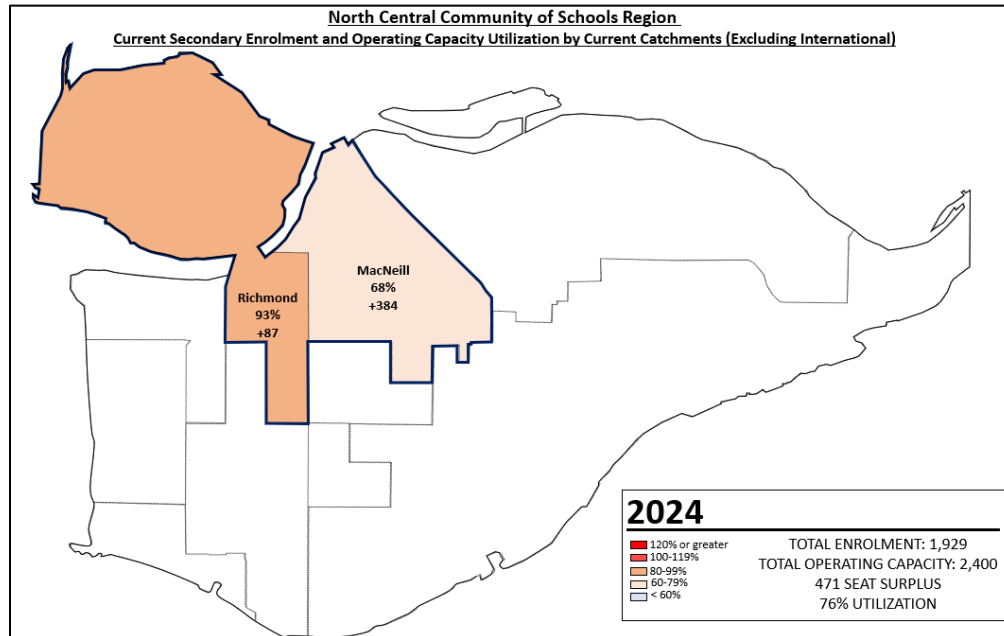 North Central Community of Schools Region
Current Secondary Enrolment and Operating Capacity Utilization by Current Catchments (Excluding International)
MacNeill
68%
+384
Richmond
93%
+87
2024
120% or greater
100-119%
80-99%
60-79%
< 60%
TOTAL ENROLMENT: 1,929
TOTAL OPERATING CAPACITY: 2,400
471 SEAT SURPLUS
76% UTILIZATION